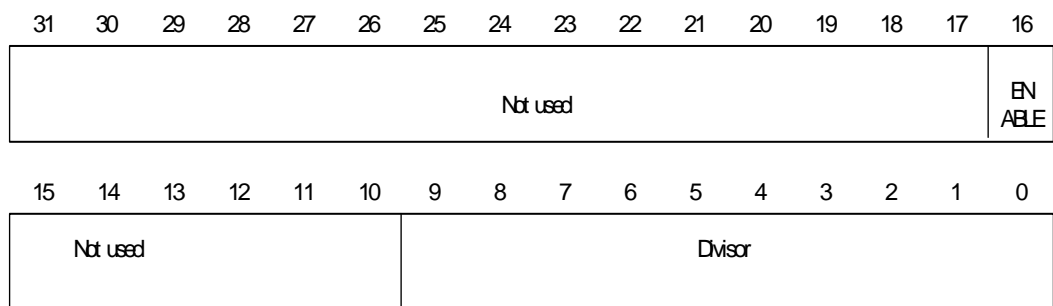 31 30 29 28 27 26 25 24 23 22 21 20 19 18 17 16
Not used
EN
ABLE
15 14 13 12 11 10 9 8 7 6 5 4 3 2 1 0
Not used Divisor